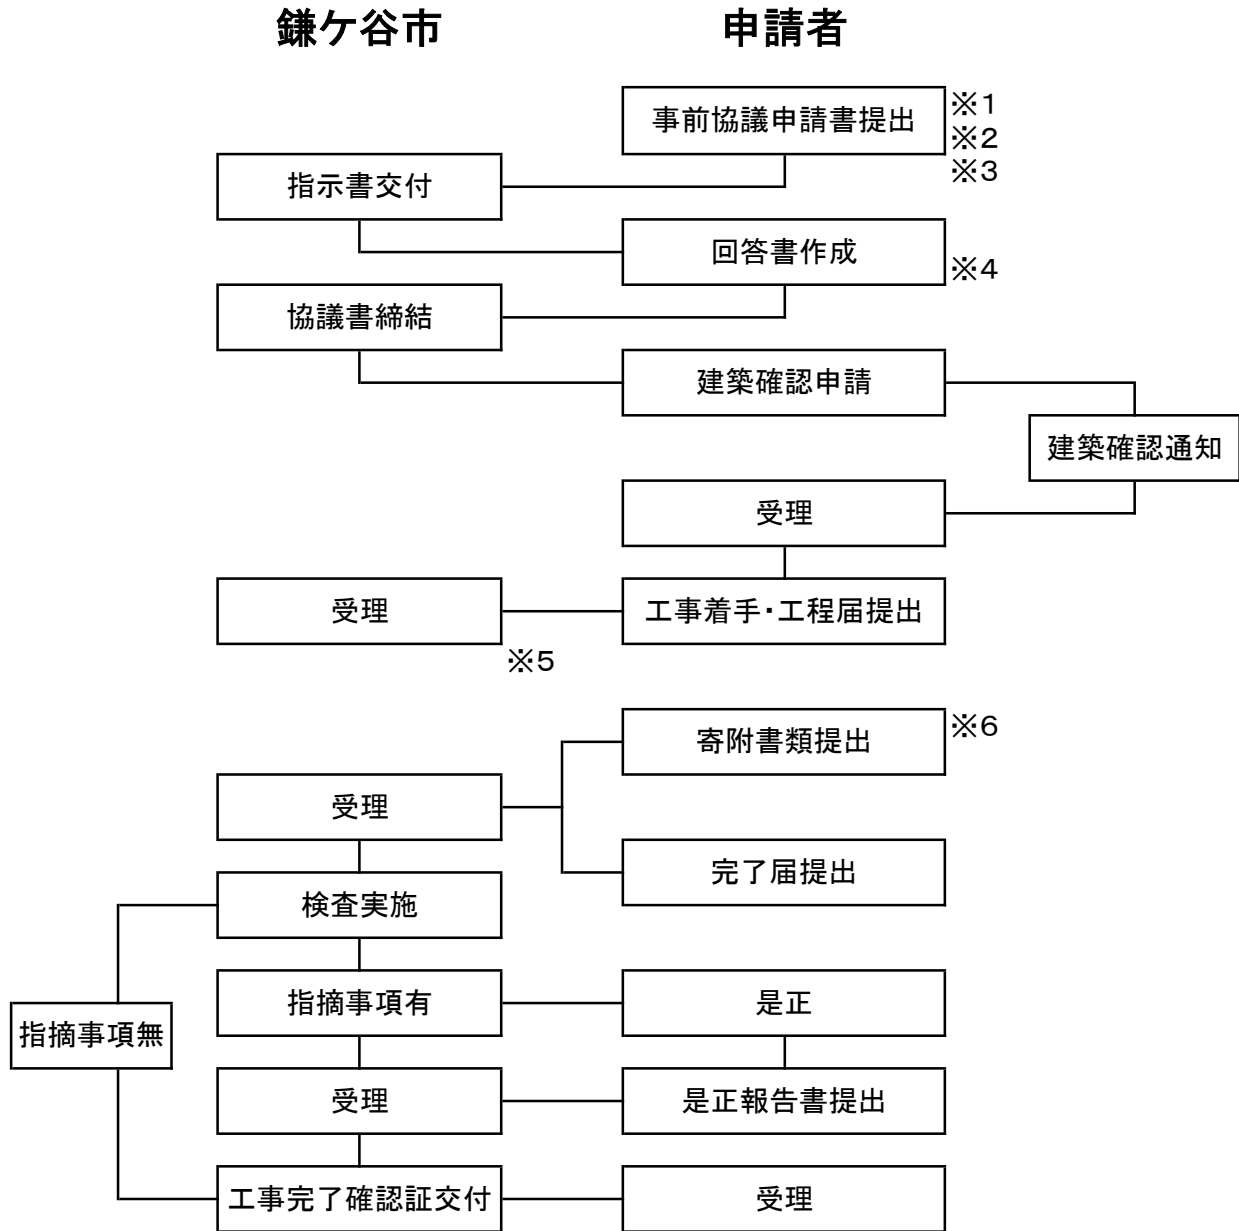 鎌ケ谷市
申請者
事前協議申請書提出
※1
※2
※3
指示書交付
回答書作成
※4
協議書締結
建築確認申請
建築確認通知
受理
受理
工事着手・工程届提出
※5
寄附書類提出
※6
受理
完了届提出
検査実施
指摘事項有
是正
指摘事項無
受理
是正報告書提出
工事完了確認証交付
受理